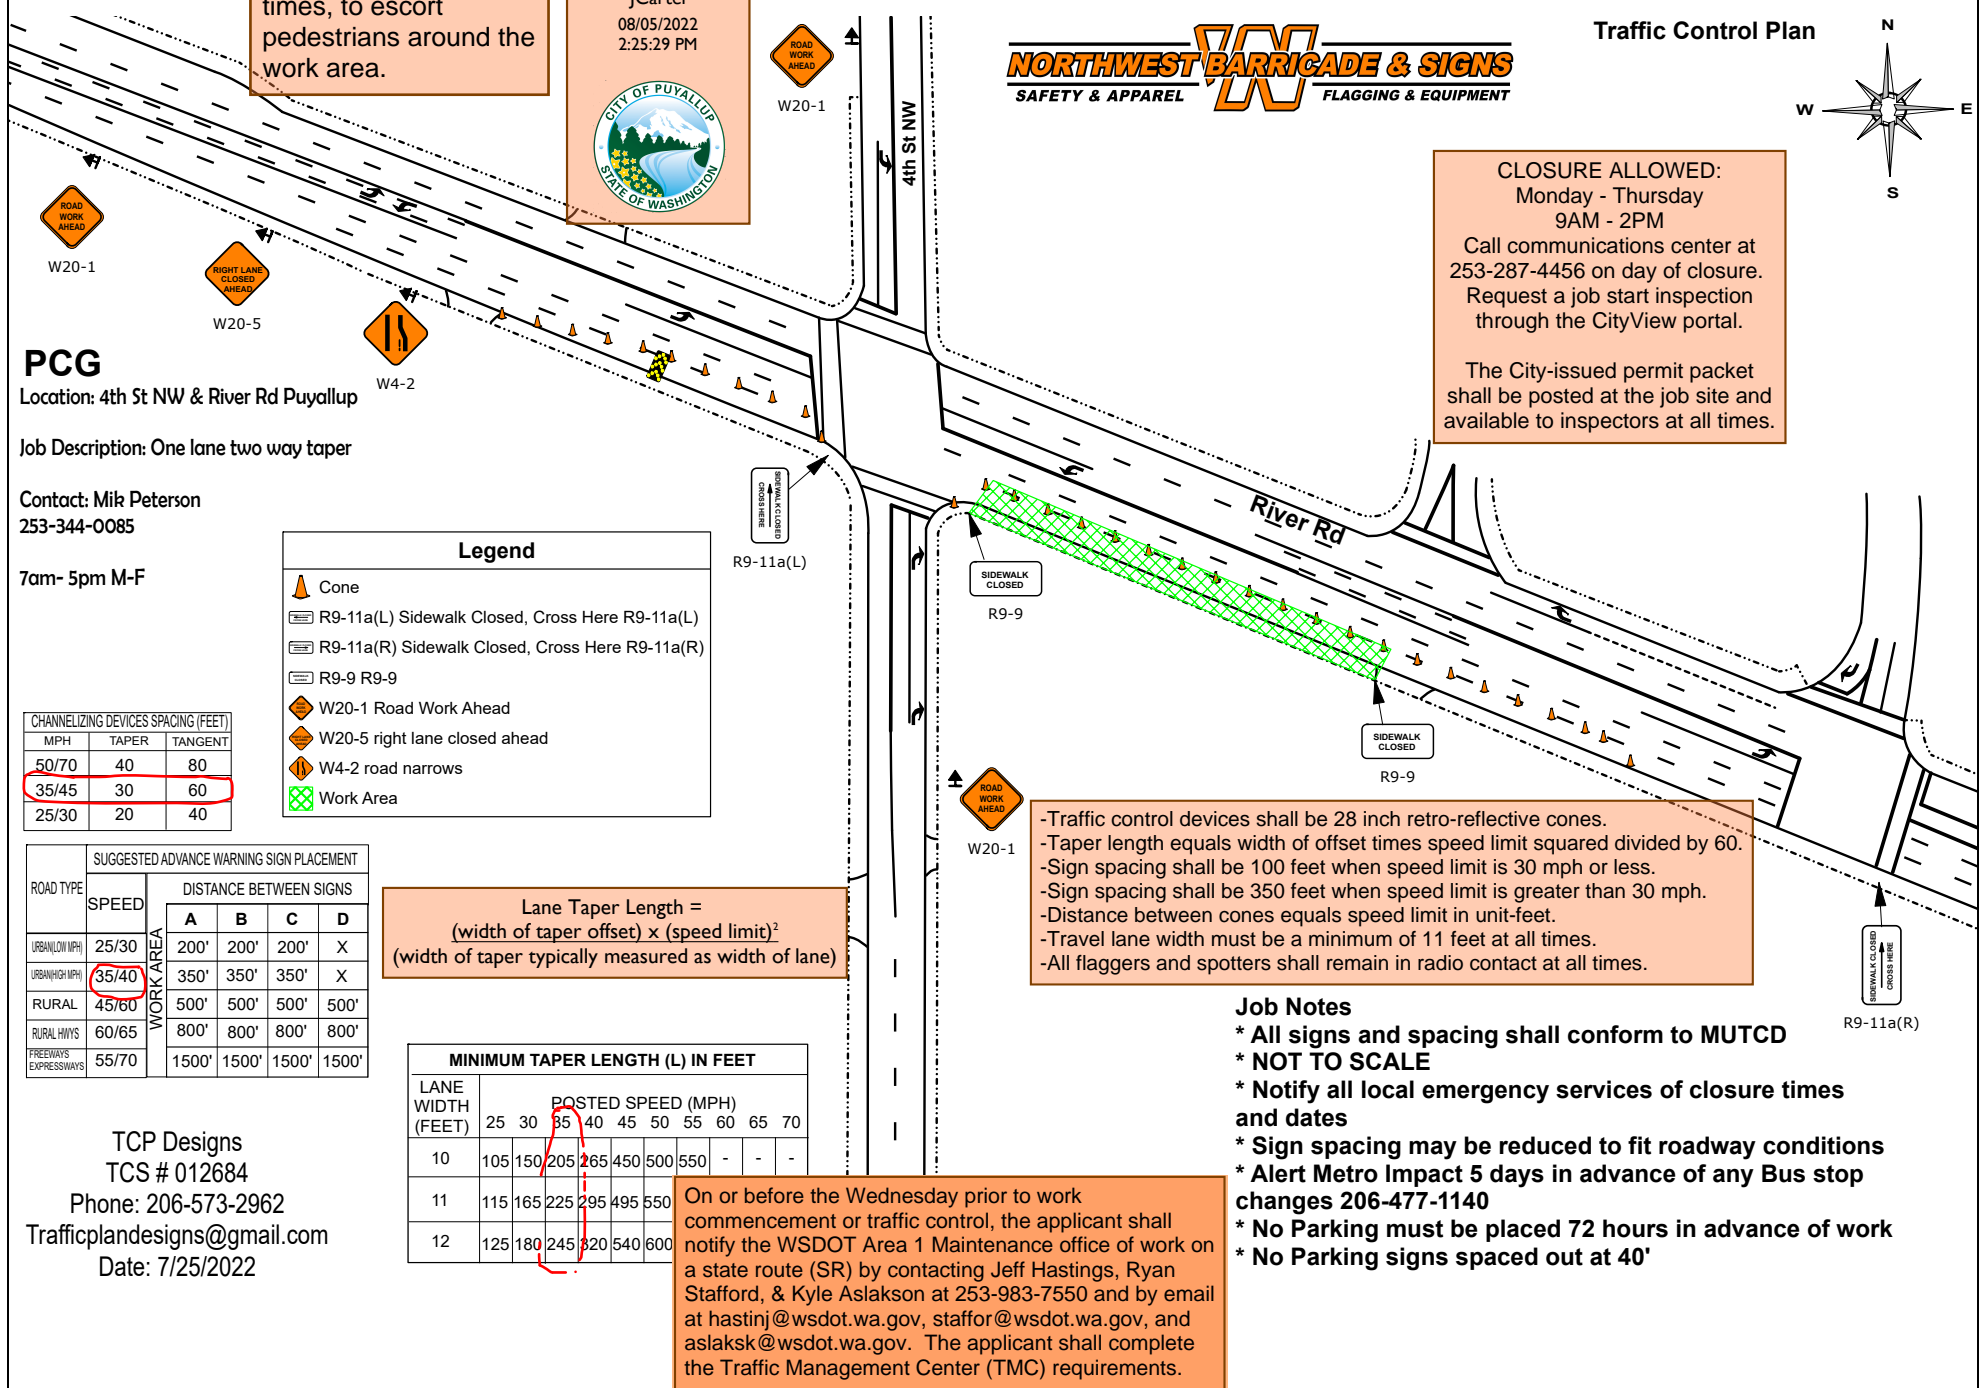 times, to escort
pedestrians around the
work area.
jCarter
08/05/2022
2:25:29 PM
CITY OF PUYALLUP
STATE OF WASHINGTON
ROAD
WORK
AHEAD
W20-1
4th St NW
NORTHWEST BARRICADE & SIGNS
SAFETY & APPAREL
FLAGGING & EQUIPMENT
Traffic Control Plan
N
W
E
S
CLOSURE ALLOWED:
Monday - Thursday
9AM - 2PM
Call communications center at
253-287-4456 on day of closure.
Request a job start inspection
through the CityView portal.
The City-issued permit packet
shall be posted at the job site and
available to inspectors at all times.
ROAD
WORK
AHEAD
W20-1
RIGHT LANE
CLOSED
AHEAD
W20-5
W4-2
PCG
Location: 4th St NW & River Rd Puyallup
Job Description: One lane two way taper
Contact: Mik Peterson
253-344-0085
7am- 5pm M-F
SIDEWALK CLOSED
CROSS HERE
R9-11a(L)
River Rd
SIDEWALK
CLOSED
R9-9
SIDEWALK
CLOSED
R9-9
Legend
Cone
R9-11a(L) Sidewalk Closed, Cross Here R9-11a(L)
R9-11a(R) Sidewalk Closed, Cross Here R9-11a(R)
R9-9 R9-9
W20-1 Road Work Ahead
W20-5 right lane closed ahead
W4-2 road narrows
Work Area
CHANNELIZING DEVICES SPACING (FEET)
MPH TAPER TANGENT
50/70 40 80
35/45 30 60
25/30 20 40
ROAD
WORK
AHEAD
W20-1
SUGGESTED ADVANCE WARNING SIGN PLACEMENT
ROAD TYPE SPEED WORK AREA DISTANCE BETWEEN SIGNS
A B C D
URBAN(LOW MPH) 25/30 200' 200' 200' X
URBAN(HIGH MPH) 35/40 350' 350' 350' X
RURAL 45/60 500' 500' 500' 500'
RURAL HWYS 60/65 800' 800' 800' 800'
FREEWAYS
EXPRESSWAYS 55/70 1500' 1500' 1500' 1500'
Lane Taper Length =
(width of taper offset) x (speed limit)²
(width of taper typically measured as width of lane)
-Traffic control devices shall be 28 inch retro-reflective cones.
-Taper length equals width of offset times speed limit squared divided by 60.
-Sign spacing shall be 100 feet when speed limit is 30 mph or less.
-Sign spacing shall be 350 feet when speed limit is greater than 30 mph.
-Distance between cones equals speed limit in unit-feet.
-Travel lane width must be a minimum of 11 feet at all times.
-All flaggers and spotters shall remain in radio contact at all times.
SIDEWALK CLOSED
CROSS HERE
R9-11a(R)
MINIMUM TAPER LENGTH (L) IN FEET
LANE
WIDTH
(FEET)
POSTED SPEED (MPH)
25 30 35 40 45 50 55 60 65 70
10 105 150 205 265 450 500 550 - - -
11 115 165 225 295 495 550
12 125 180 245 320 540 600
Job Notes
* All signs and spacing shall conform to MUTCD
* NOT TO SCALE
* Notify all local emergency services of closure times
and dates
* Sign spacing may be reduced to fit roadway conditions
* Alert Metro Impact 5 days in advance of any Bus stop
changes 206-477-1140
* No Parking must be placed 72 hours in advance of work
* No Parking signs spaced out at 40'
TCP Designs
TCS # 012684
Phone: 206-573-2962
Trafficplandesigns@gmail.com
Date: 7/25/2022
On or before the Wednesday prior to work
commencement or traffic control, the applicant shall
notify the WSDOT Area 1 Maintenance office of work on
a state route (SR) by contacting Jeff Hastings, Ryan
Stafford, & Kyle Aslakson at 253-983-7550 and by email
at hastinj@wsdot.wa.gov, staffor@wsdot.wa.gov, and
aslaksk@wsdot.wa.gov. The applicant shall complete
the Traffic Management Center (TMC) requirements.